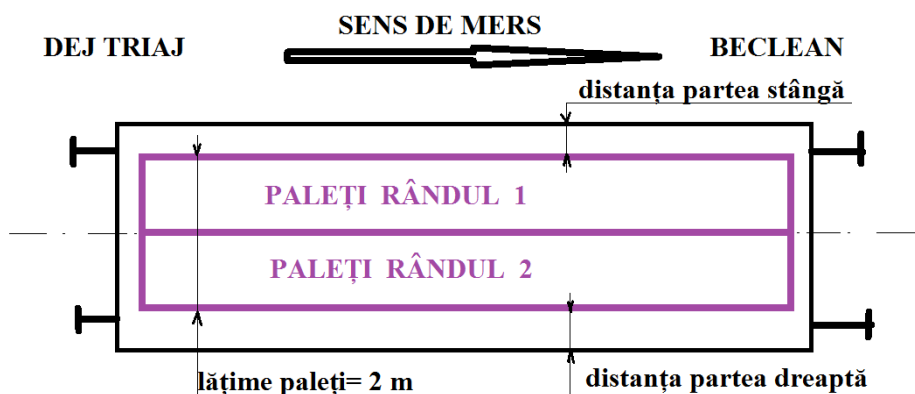 SENS DE MERS
DEJ TRIAJ
BECLEAN
distanța partea stângă
PALEȚI RÂNDUL 1
PALEȚI RÂNDUL 2
lățime paleți= 2 m
distanța partea dreaptă